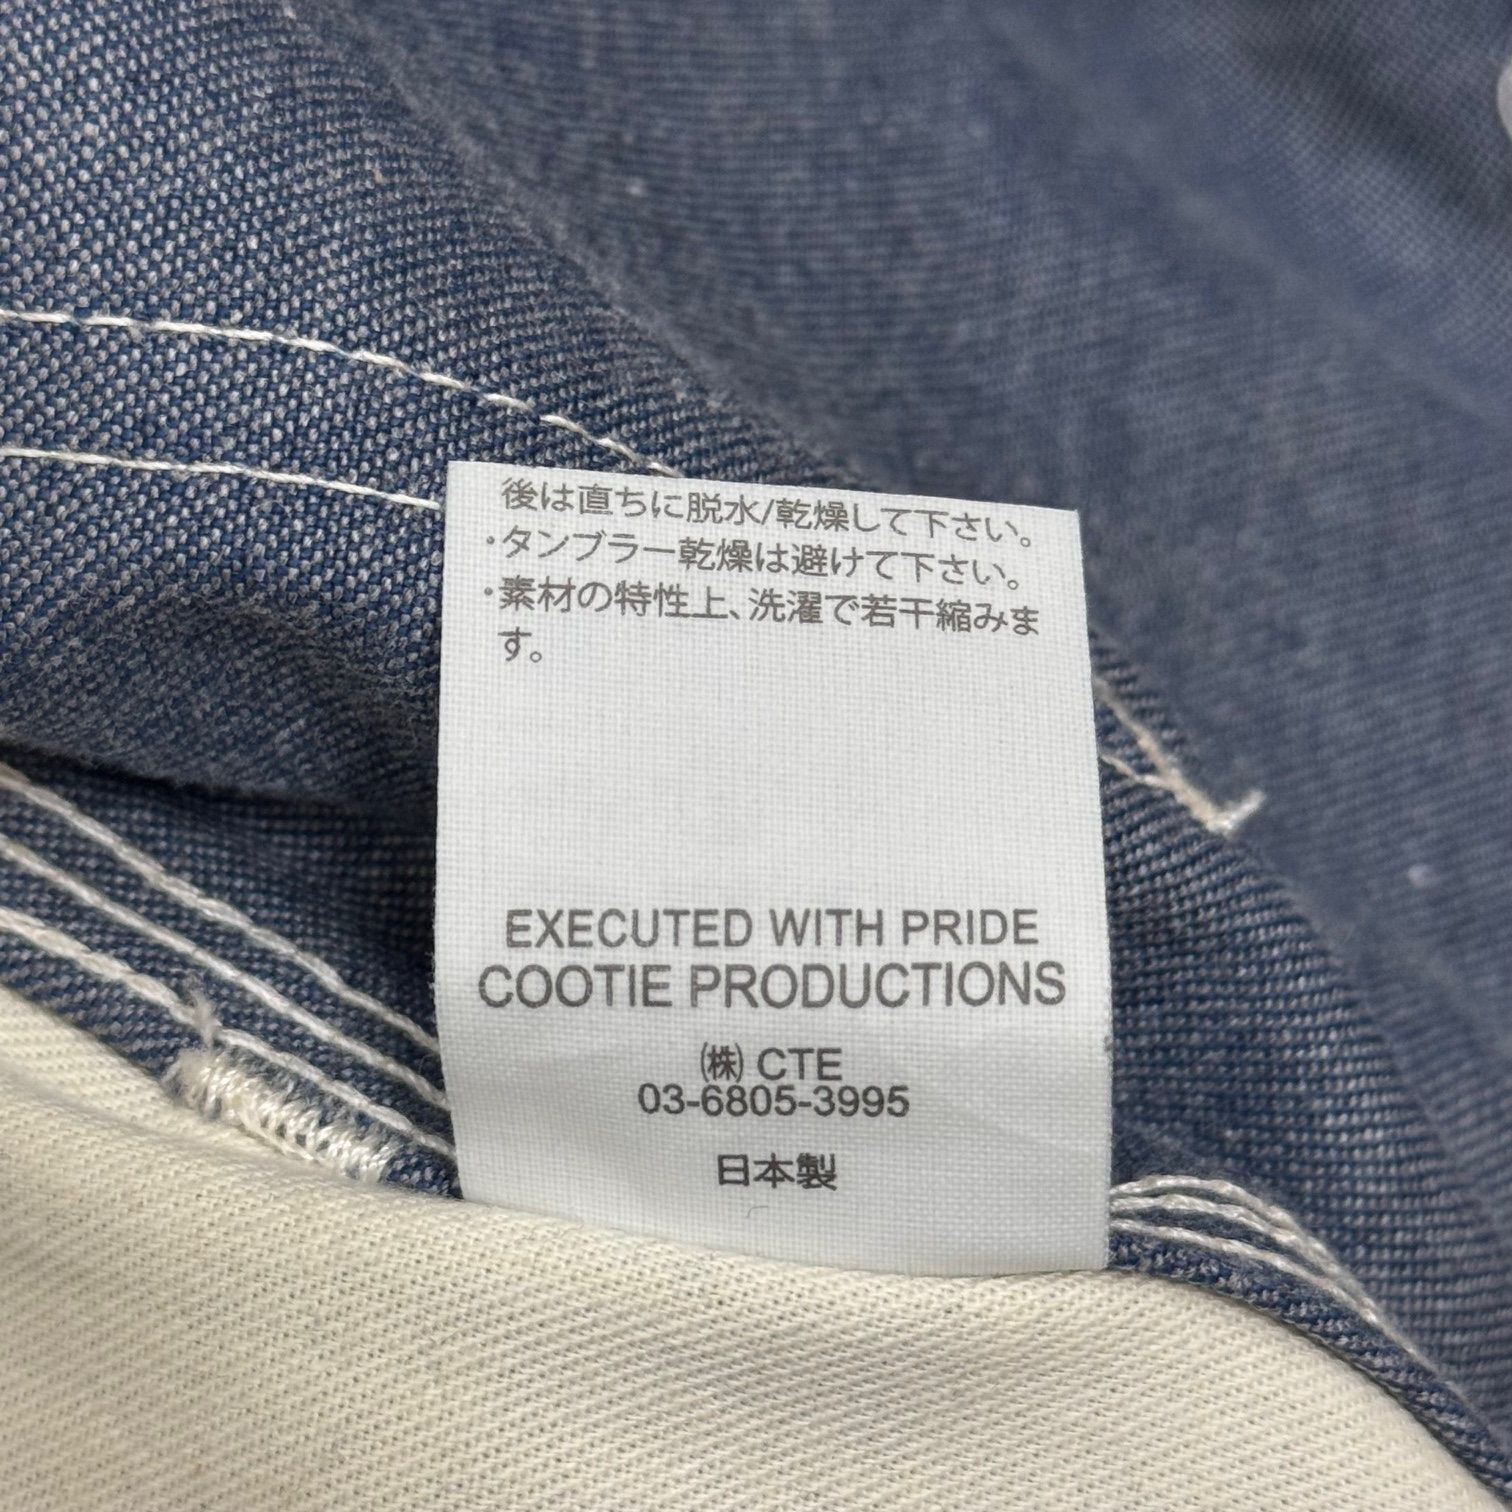 後は直ちに脱水/乾燥して下さい。
・タンブラー乾燥は避けて下さい。
・素材の特性上、洗濯で若干縮みま
す。
EXECUTED WITH PRIDE
COOTIE PRODUCTIONS
㈱ CTE
03-6805-3995
日本製